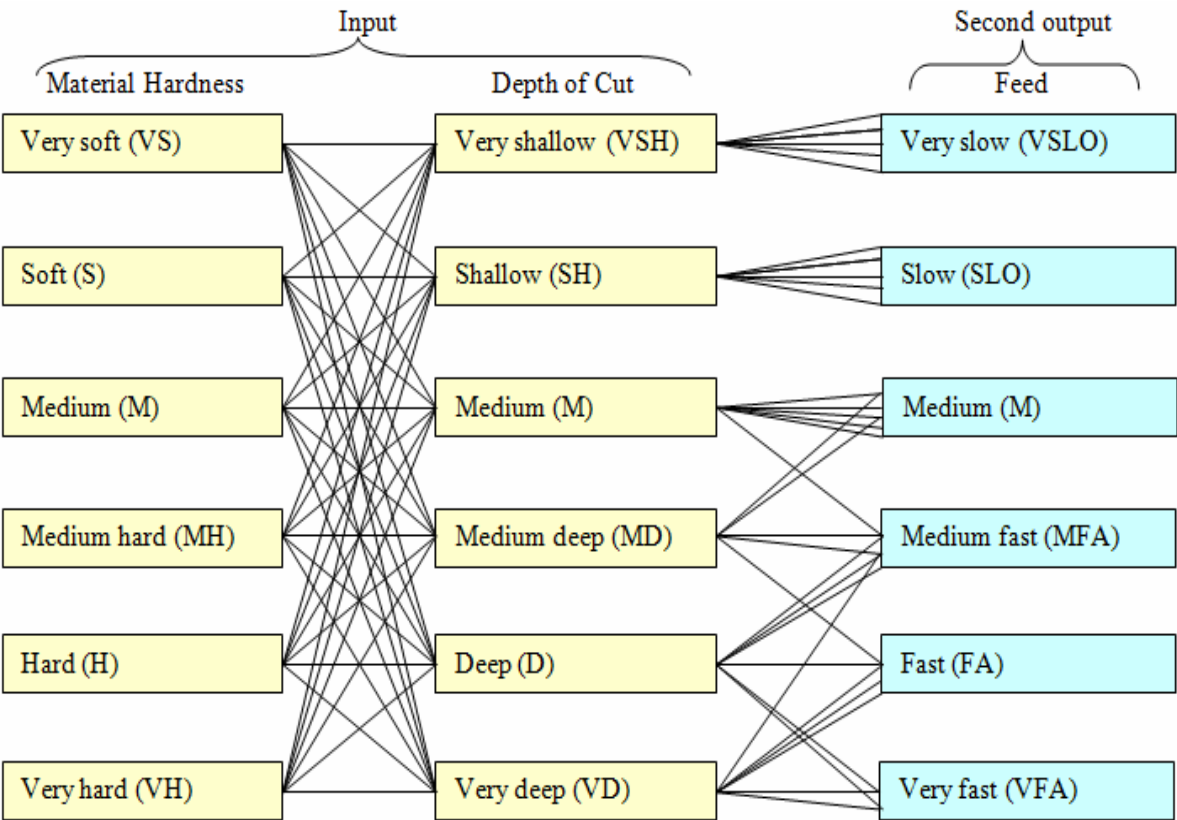 Input
Second output
Material Hardness
Depth of Cut
Feed
Very soft (VS)
Very shallow (VSH)
Very slow (VSLO)
Soft (S)
Shallow (SH)
Slow (SLO)
Medium (M)
Medium (M)
Medium (M)
Medium hard (MH)
Medium deep (MD)
Medium fast (MFA)
Hard (H)
Deep (D)
Fast (FA)
Very hard (VH)
Very deep (VD)
Very fast (VFA)